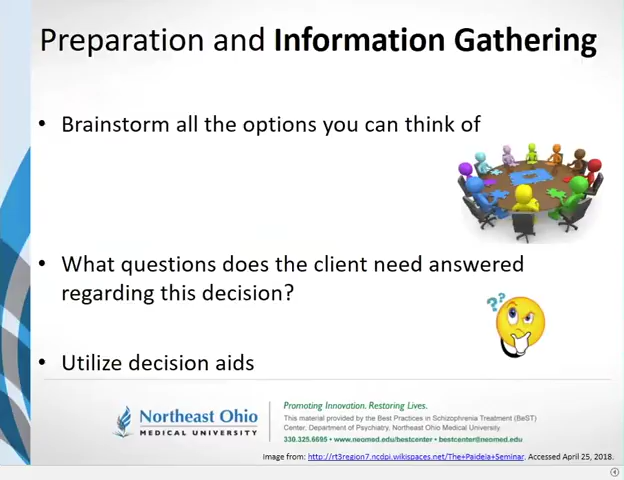 Preparation and Information Gathering
• Brainstorm all the options you can think of
• What questions does the client need answered
regarding this decision?
• Utilize decision aids
Northeast Ohio
MEDICAL UNIVERSITY
Promoting Innovation. Restoring Lives.
This material provided by the Best Practices in Schizophrenia Treatment (BeST)
Center, Department of Psychiatry, Northeast Ohio Medical University
330.325.6695 • www.neomed.edu/bestcenter • bestcenter@neomed.edu
Image from: http://rt3region7.ncdpi.wikispaces.net/The+Paideia+Seminar. Accessed April 25, 2018.